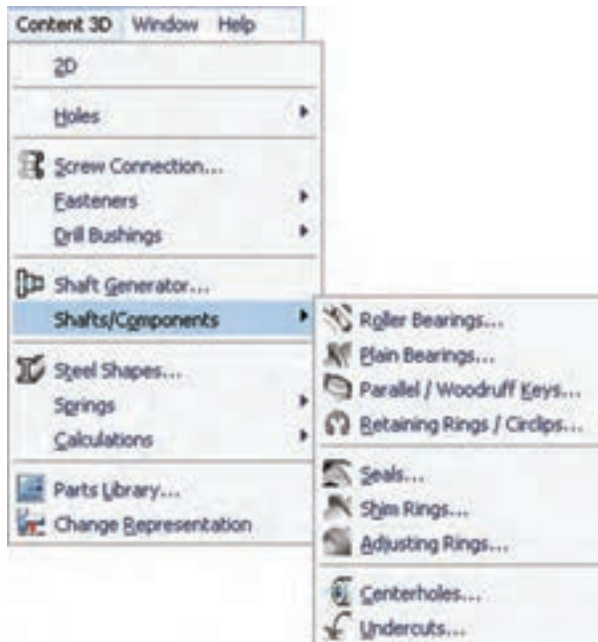 Content 3D Window Help
2D
Holes
Screw Connection...
Fasteners
Drill Bushings
Shaft Generator...
Shafts/Components
Steel Shapes...
Springs
Calculations
Parts Library...
Change Representation
Roller Bearings...
Plain Bearings...
Parallel / Woodruff Keys...
Retaining Rings / Circlips...
Seals...
Shim Rings...
Adjusting Rings...
Centerholes...
Undercuts...